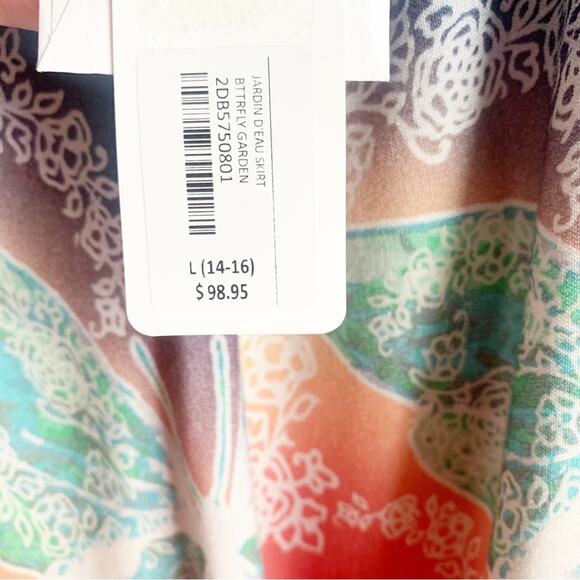 JARDIN D'EAU SKIRT
BTTRFLY GARDEN
2DB5750801
L (14-16)
$ 98.95